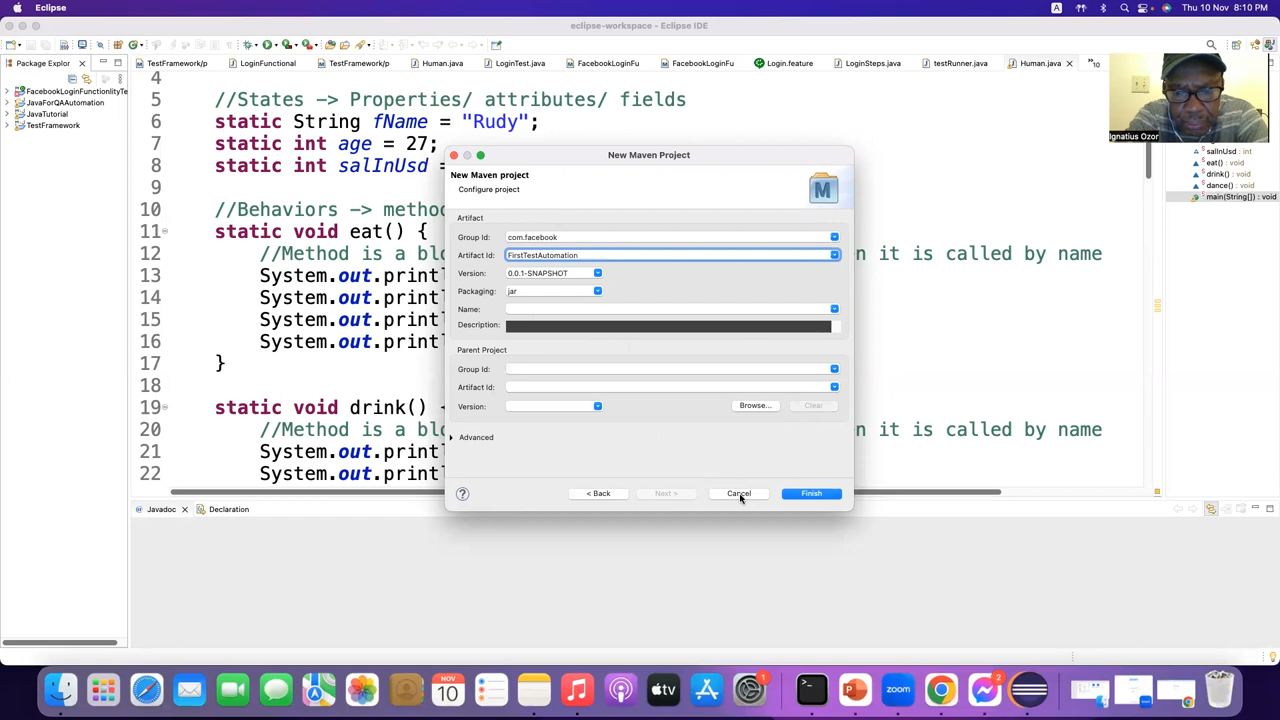 Eclipse
A
Thu 10 Nov 8:10 PM
eclipse-workspace - Eclipse IDE
Package Explor
TestFramework/p
LoginFunctional
TestFramework/p
Human.java
LoginTest.java
FacebookLoginFu
FacebookLoginFu
Login.feature
LoginSteps.java
testRunner.java
Human.java
»10
FacebookLoginFunctionlityTe
JavaForQAAutomation
JavaTutorial
TestFramework
4
5 //States -> Properties/ attributes/ fields
6 static String fName = "Rudy";
7 static int age = 27;
8 static int salInUsd =
9
10 //Behaviors -> metho
11 static void eat() {
12 //Method is a blo n it is called by name
13 System.out.printl
14 System.out.printl
15 System.out.printl
16 System.out.printl
17 }
18
19 static void drink()
20 //Method is a blo n it is called by name
21 System.out.printl
22 System.out.printl
New Maven Project
New Maven project
Configure project
M
Artifact
Group Id: com.facebook
Artifact Id: FirstTestAutomation
Version: 0.0.1-SNAPSHOT
Packaging: jar
Name:
Description:
Parent Project
Group Id:
Artifact Id:
Version:
Browse...
Clear
Advanced
?
< Back
Next >
Cancel
Finish
Ignatius Ozor
salInUsd : int
eat() : void
drink() : void
dance() : void
main(String[]) : void
Javadoc
Declaration
NOV
10
tv
1
zoom
2